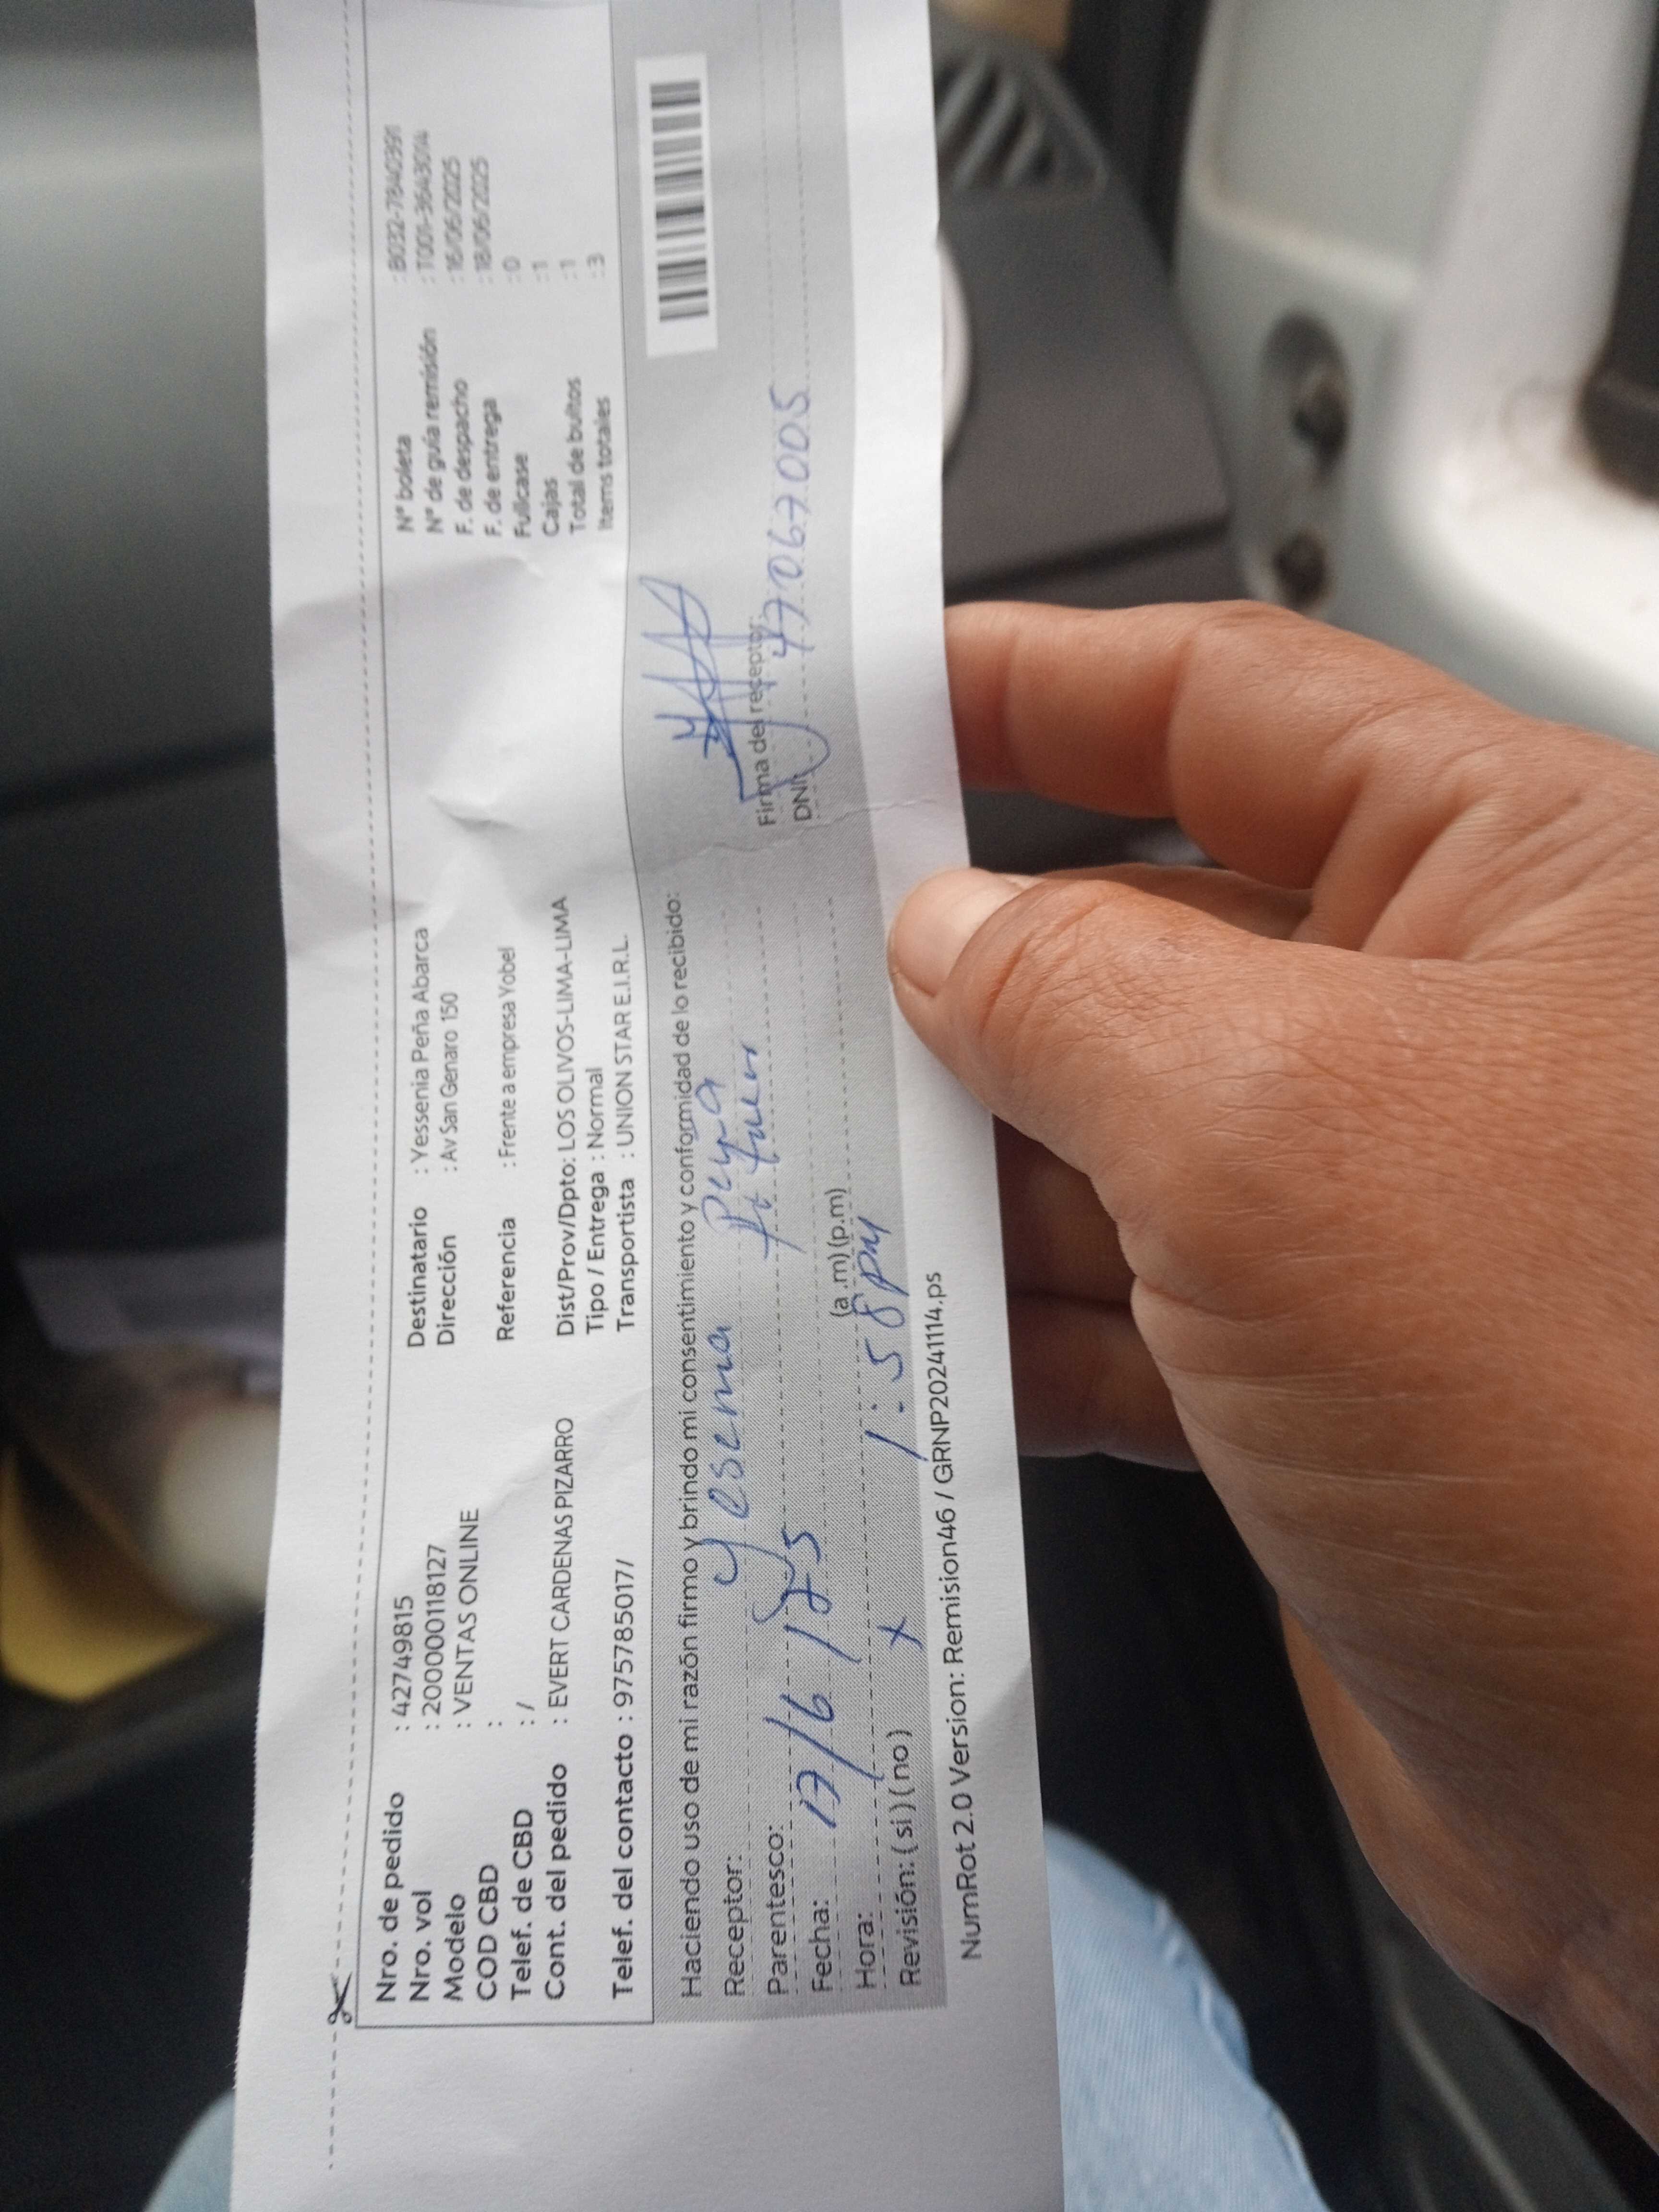 Nro. de pedido : 42749815
Nro. vol : 20000118127
Modelo : VENTAS ONLINE
COD CBD :
Telef. de CBD : /
Cont. del pedido : EVERT CARDENAS PIZARRO
Telef. del contacto : 975785017/
Destinatario : Yessenia Peña Abarca
Dirección : Av San Genaro 150
Referencia : Frente a empresa Yobel
Dist/Prov/Dpto: LOS OLIVOS-LIMA-LIMA
Tipo / Entrega : Normal
Transportista : UNION STAR E.I.R.L.
N° boleta : B032-7840391
N° de guía remisión
F. de despacho : 16/06/2025
F. de entrega : 18/06/2025
Fullcase : 0
Cajas : 1
Total de bultos : 1
Items totales : 3
Haciendo uso de mi razón firmo y brindo mi consentimiento y conformidad de lo recibido:
Receptor:
Parentesco:
Fecha: 17/6/25
Hora: 1:58 pm (a .m) (p.m)
Revisión: ( si ) ( no ) x
Firma del receptor:
DNI: 47067005
NumRot 2.0 Version: Remision46 / GRNP20241114.ps